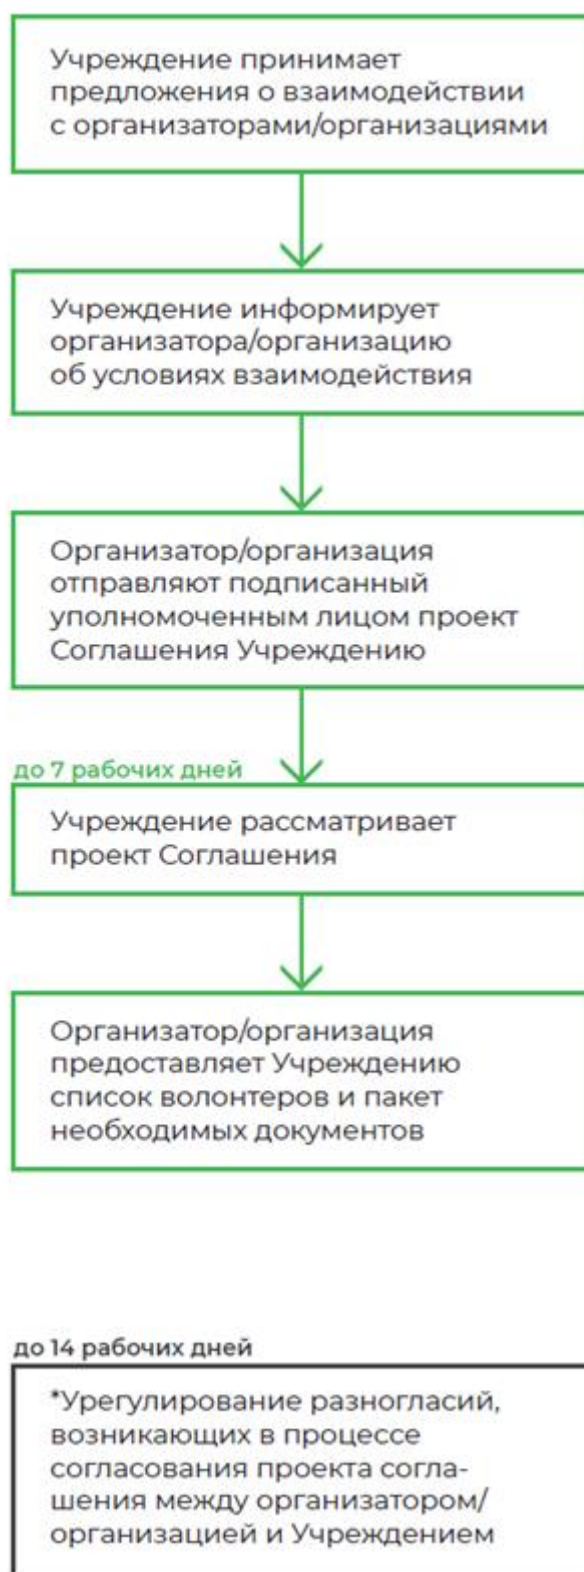 Учреждение принимает
предложения о взаимодействии
с организаторами/организациями
Учреждение информирует
организатора/организацию
об условиях взаимодействия
Организатор/организация
отправляют подписанный
уполномоченным лицом проект
Соглашения Учреждению
до 7 рабочих дней
Учреждение рассматривает
проект Соглашения
Организатор/организация
предоставляет Учреждению
список волонтеров и пакет
необходимых документов
до 14 рабочих дней
*Урегулирование разногласий,
возникающих в процессе
согласования проекта согла-
шения между организатором/
организацией и Учреждением